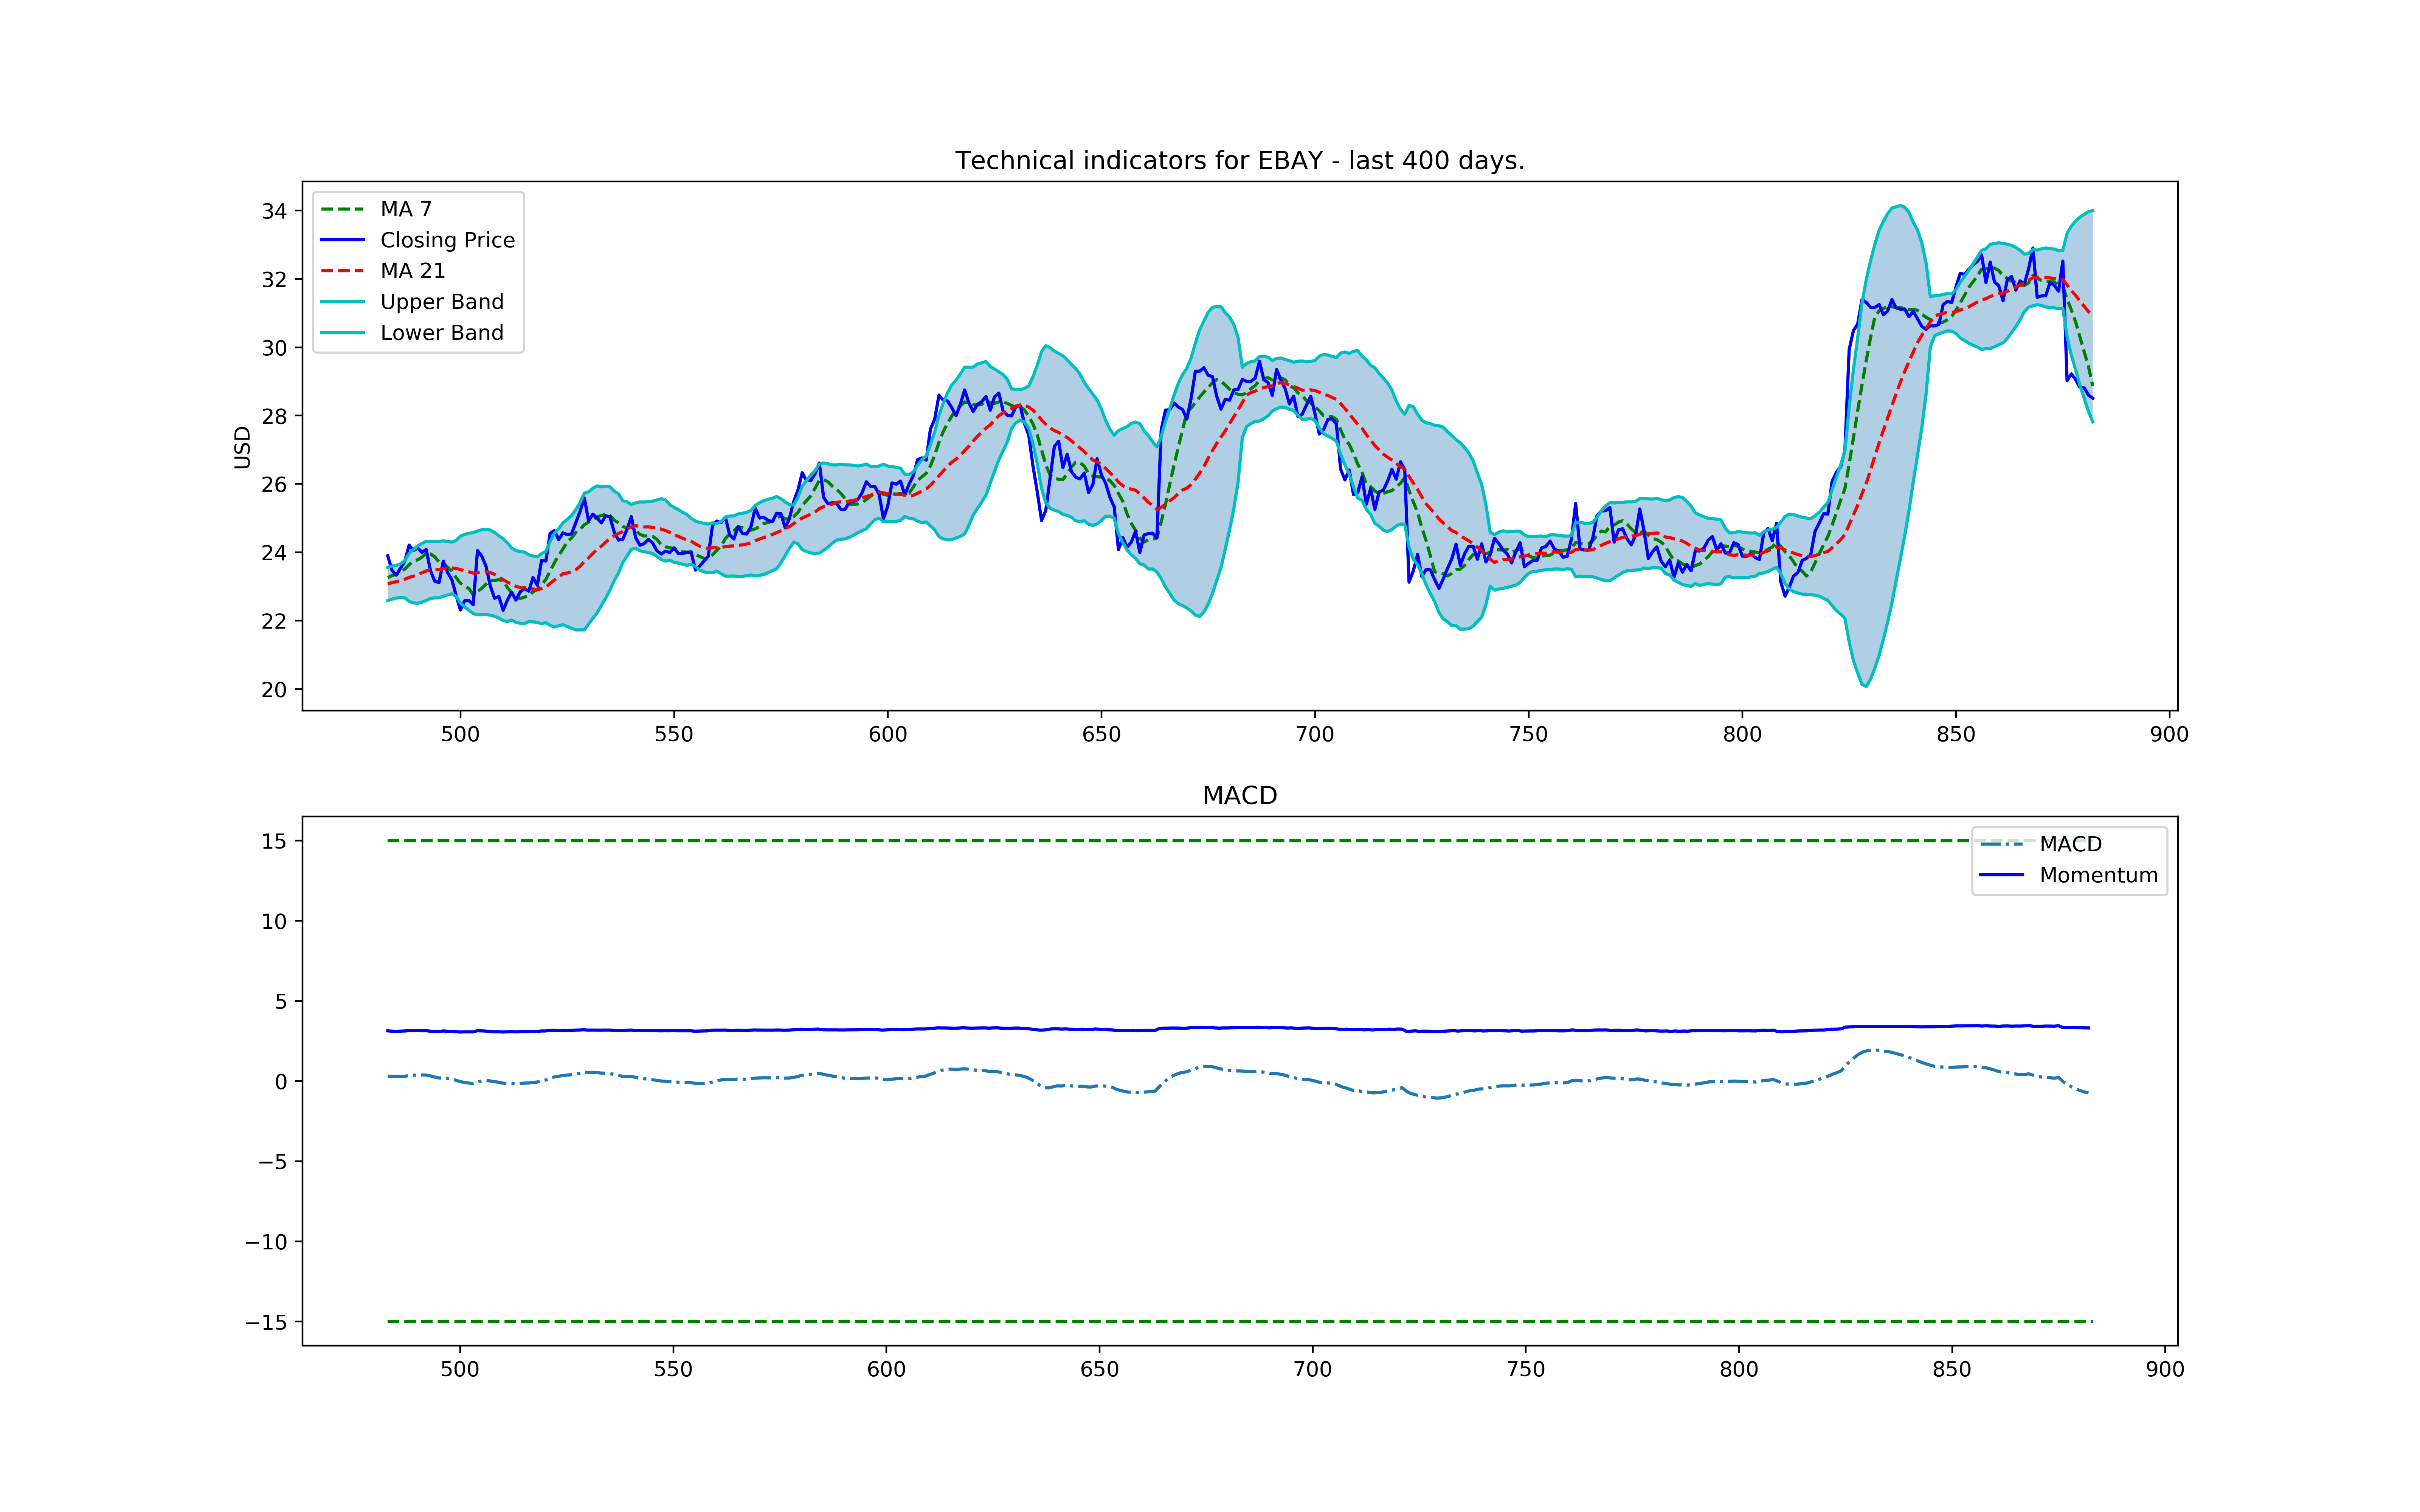 Technical indicators for EBAY - last 400 days.
MA 7
Closing Price
MA 21
Upper Band
Lower Band
USD
34
32
30
28
26
24
22
20
500 550 600 650 700 750 800 850 900
MACD
MACD
Momentum
15
10
5
0
−5
−10
−15
500 550 600 650 700 750 800 850 900